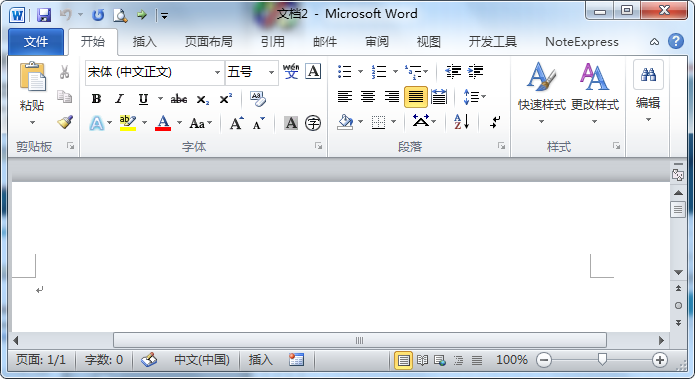 文档2 - Microsoft Word
文件 开始 插入 页面布局 引用 邮件 审阅 视图 开发工具 NoteExpress
宋体 (中文正文) 五号 wén 文 A
粘贴 B I U abc x₂ x² 快速样式 更改样式 编辑
A ab A Aa A A A 字 A Z
剪贴板 字体 段落 样式
页面: 1/1 字数: 0 中文(中国) 插入 100%